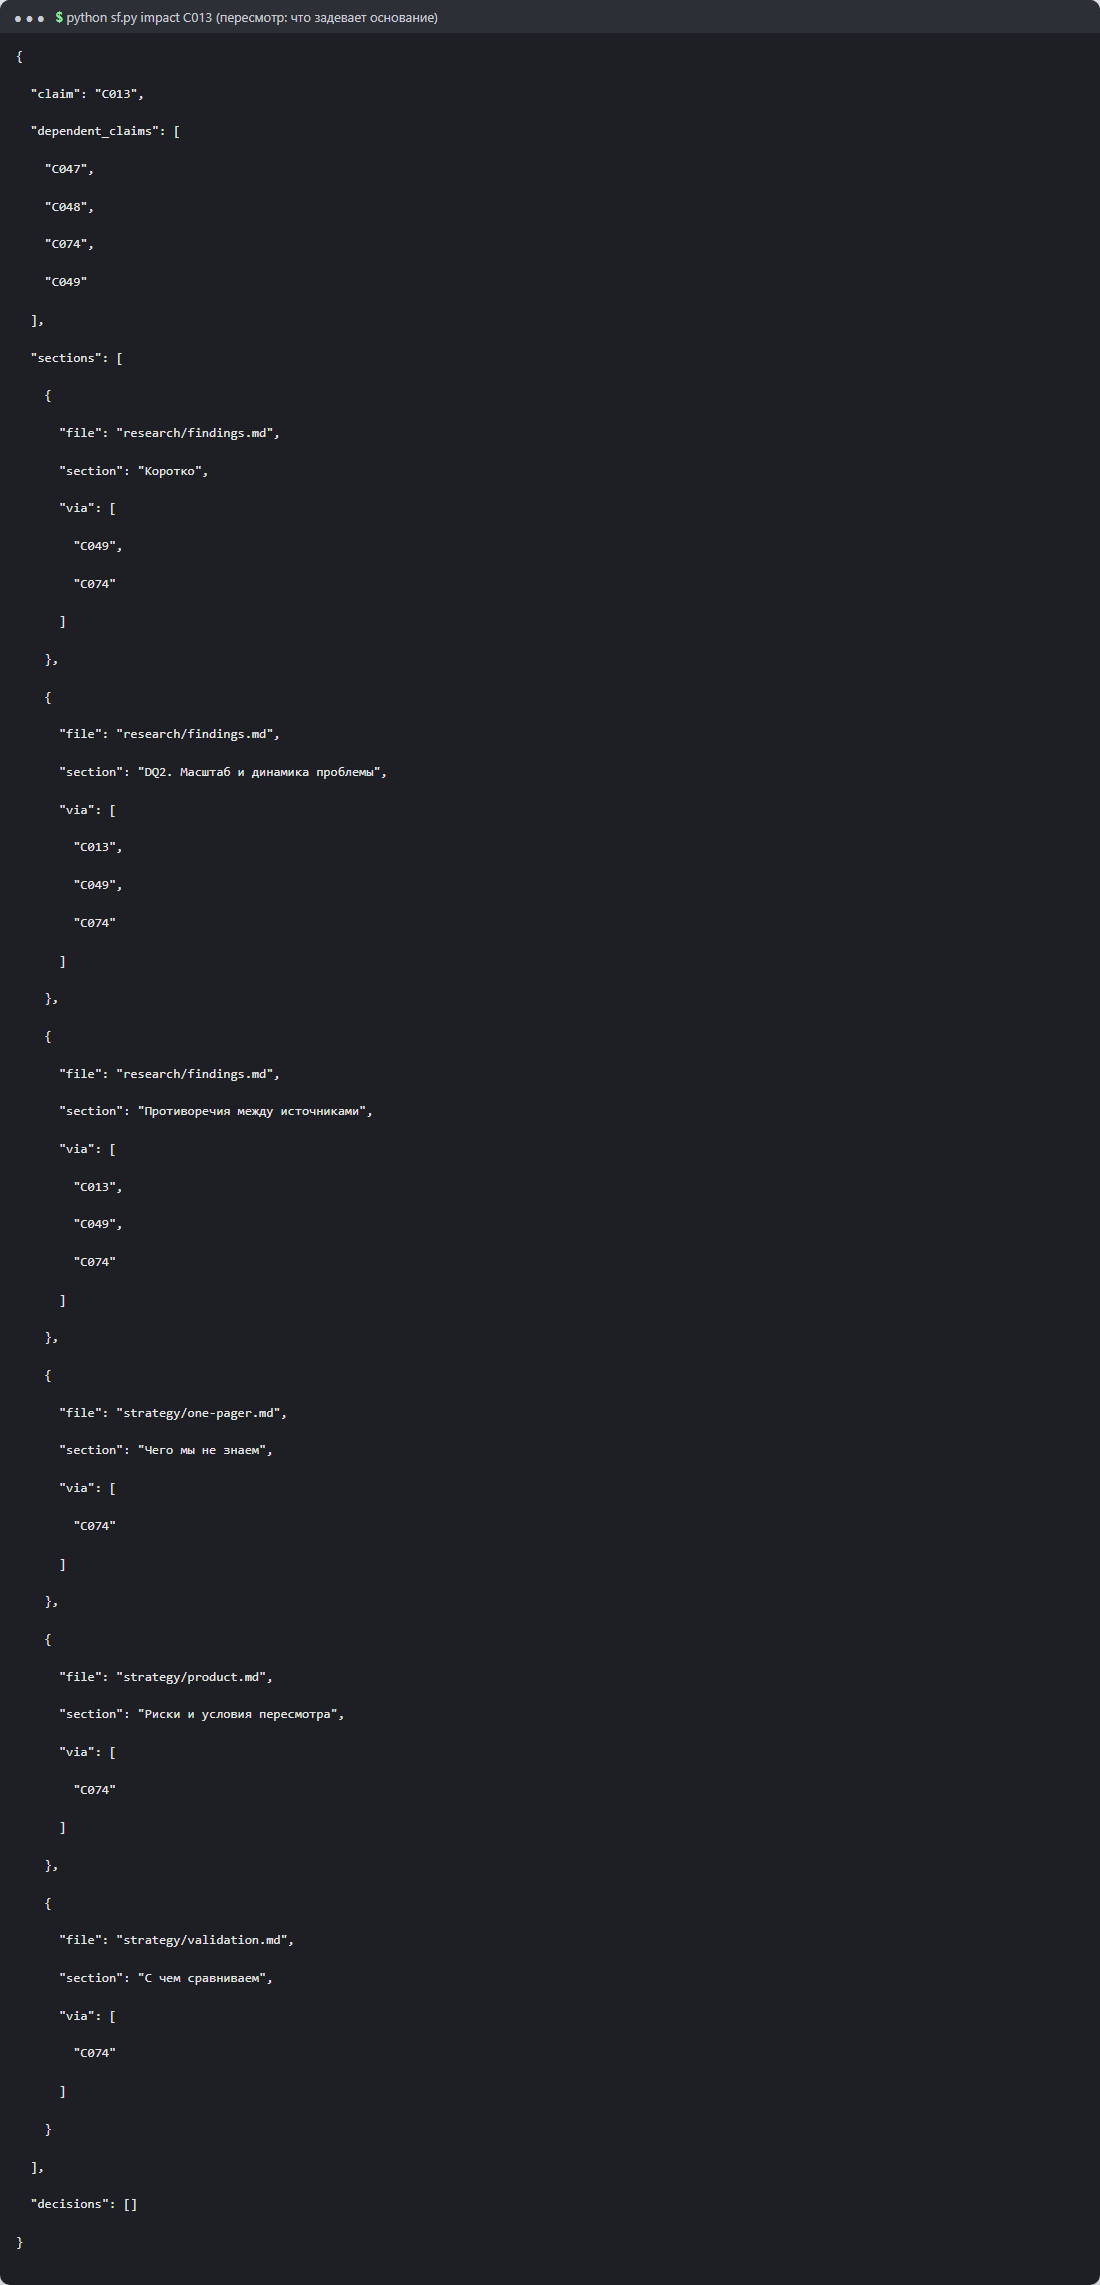 $ python sf.py impact C013 (пересмотр: что задевает основание)
{
"claim": "C013",
"dependent_claims": [
"C047",
"C048",
"C074",
"C049"
],
"sections": [
{
"file": "research/findings.md",
"section": "Коротко",
"via": [
"C049",
"C074"
]
},
{
"file": "research/findings.md",
"section": "DQ2. Масштаб и динамика проблемы",
"via": [
"C013",
"C049",
"C074"
]
},
{
"file": "research/findings.md",
"section": "Противоречия между источниками",
"via": [
"C013",
"C049",
"C074"
]
},
{
"file": "strategy/one-pager.md",
"section": "Чего мы не знаем",
"via": [
"C074"
]
},
{
"file": "strategy/product.md",
"section": "Риски и условия пересмотра",
"via": [
"C074"
]
},
{
"file": "strategy/validation.md",
"section": "С чем сравниваем",
"via": [
"C074"
]
}
],
"decisions": []
}